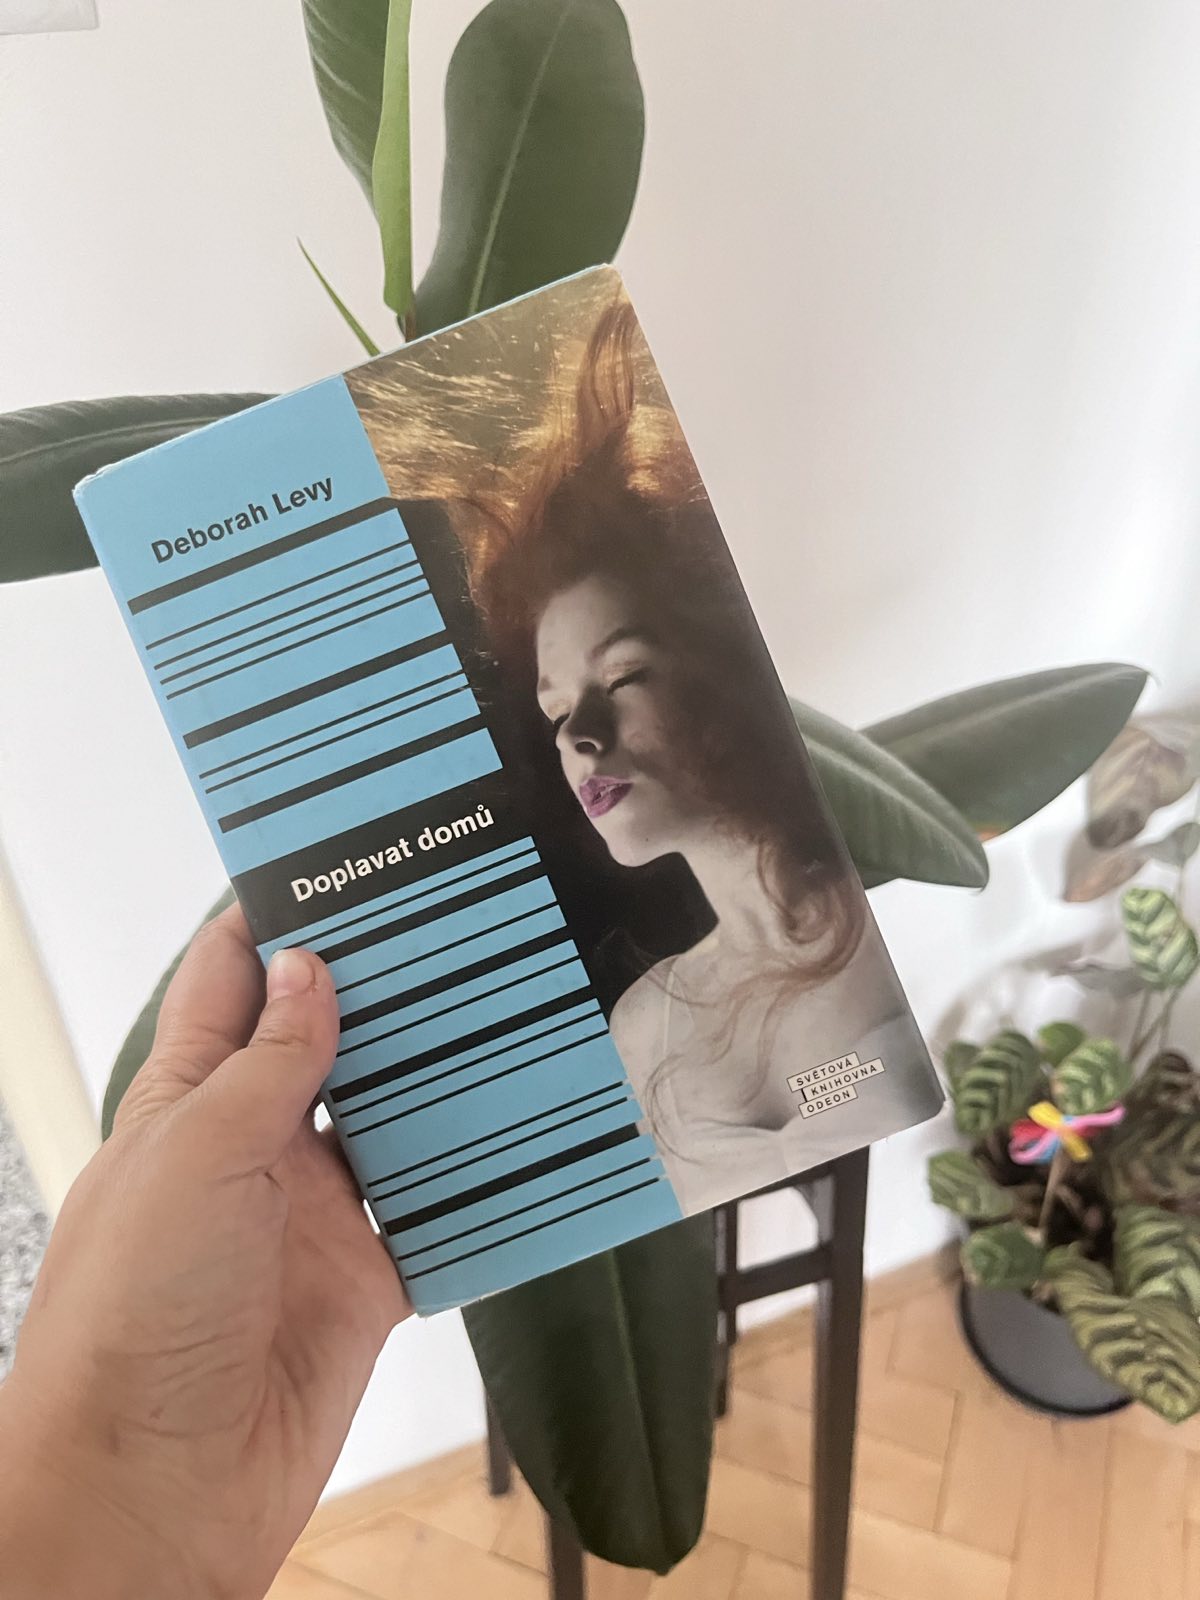 Deborah Levy
Doplavat domů
SVĚTOVÁ
KNIHOVNA
ODEON